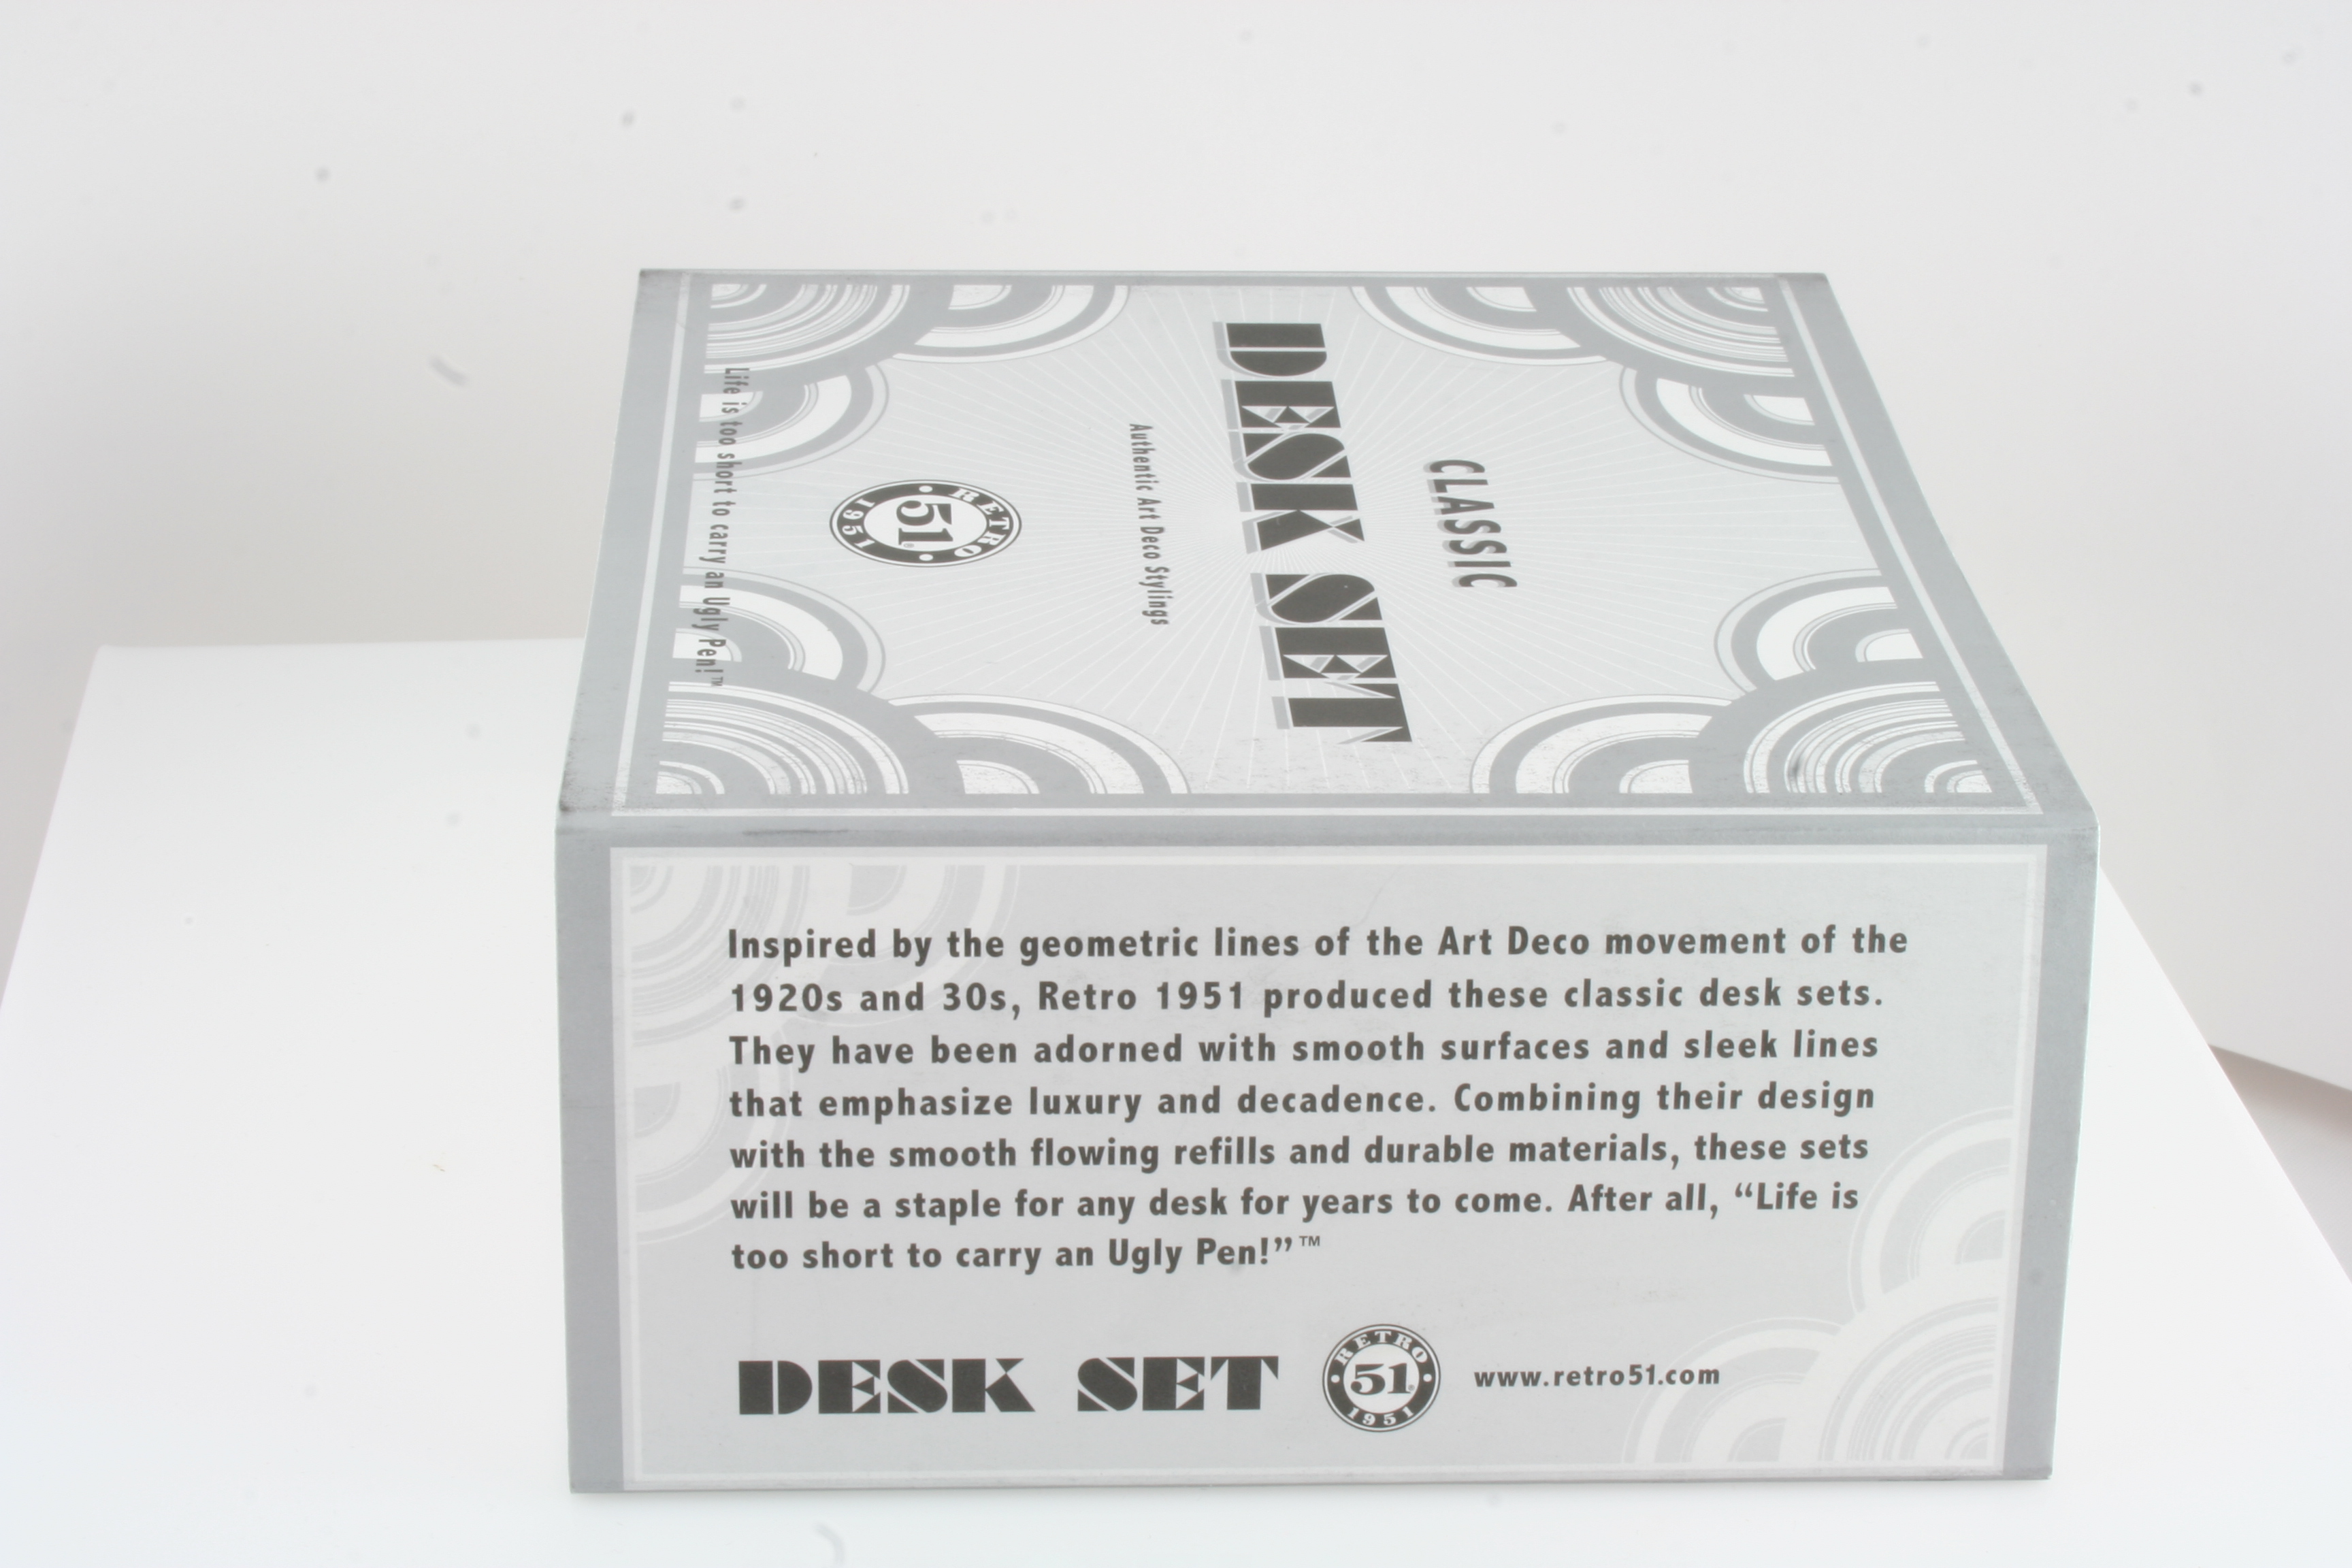 CLASSIC
DESK SET
Authentic Art Deco Stylings
RETRO 51 1951
Life is too short to carry an Ugly Pen!™
Inspired by the geometric lines of the Art Deco movement of the
1920s and 30s, Retro 1951 produced these classic desk sets.
They have been adorned with smooth surfaces and sleek lines
that emphasize luxury and decadence. Combining their design
with the smooth flowing refills and durable materials, these sets
will be a staple for any desk for years to come. After all, “Life is
too short to carry an Ugly Pen!”™
DESK SET
RETRO 51 1951
www.retro51.com